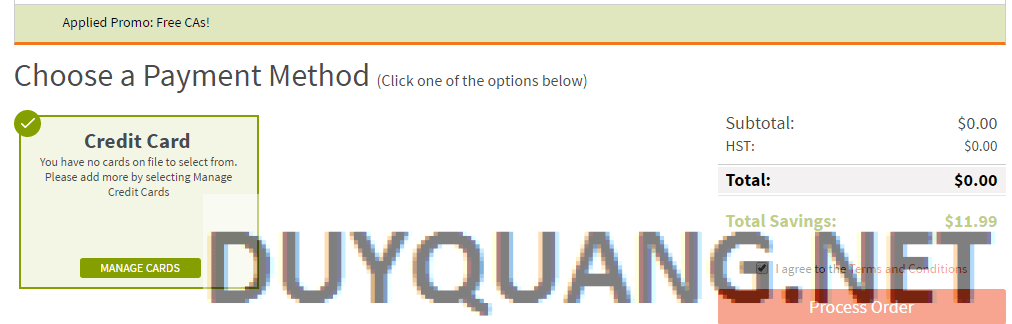 Applied Promo: Free CAs!
Choose a Payment Method (Click one of the options below)
Credit Card
You have no cards on file to select from.
Please add more by selecting Manage
Credit Cards
MANAGE CARDS
Subtotal: $0.00
HST: $0.00
Total: $0.00
Total Savings: $11.99
I agree to the Terms and Conditions
Process Order
DUYQUANG.NET